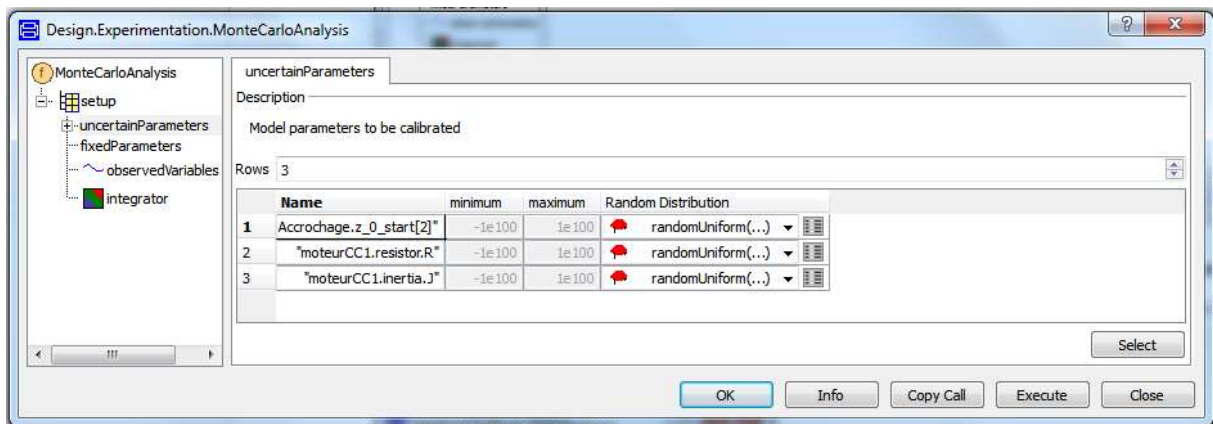 Design.Experimentation.MonteCarloAnalysis
MonteCarloAnalysis
setup
uncertainParameters
fixedParameters
observedVariables
integrator
uncertainParameters
Description
Model parameters to be calibrated
Rows 3
Name minimum maximum Random Distribution
1 Accrochage.z_0_start[2]" -1e100 1e100 randomUniform(...)
2 "moteurCC1.resistor.R" -1e100 1e100 randomUniform(...)
3 "moteurCC1.inertia.J" -1e100 1e100 randomUniform(...)
Select
OK Info Copy Call Execute Close